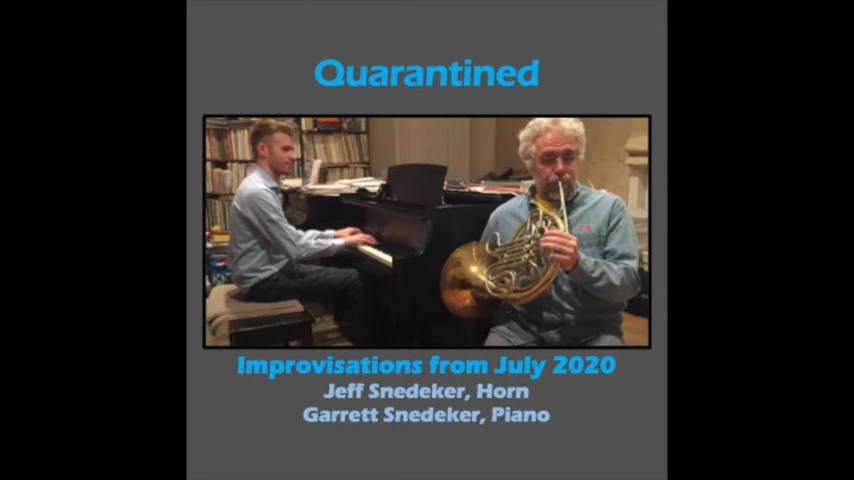 Quarantined
Improvisations from July 2020
Jeff Snedeker, Horn
Garrett Snedeker, Piano